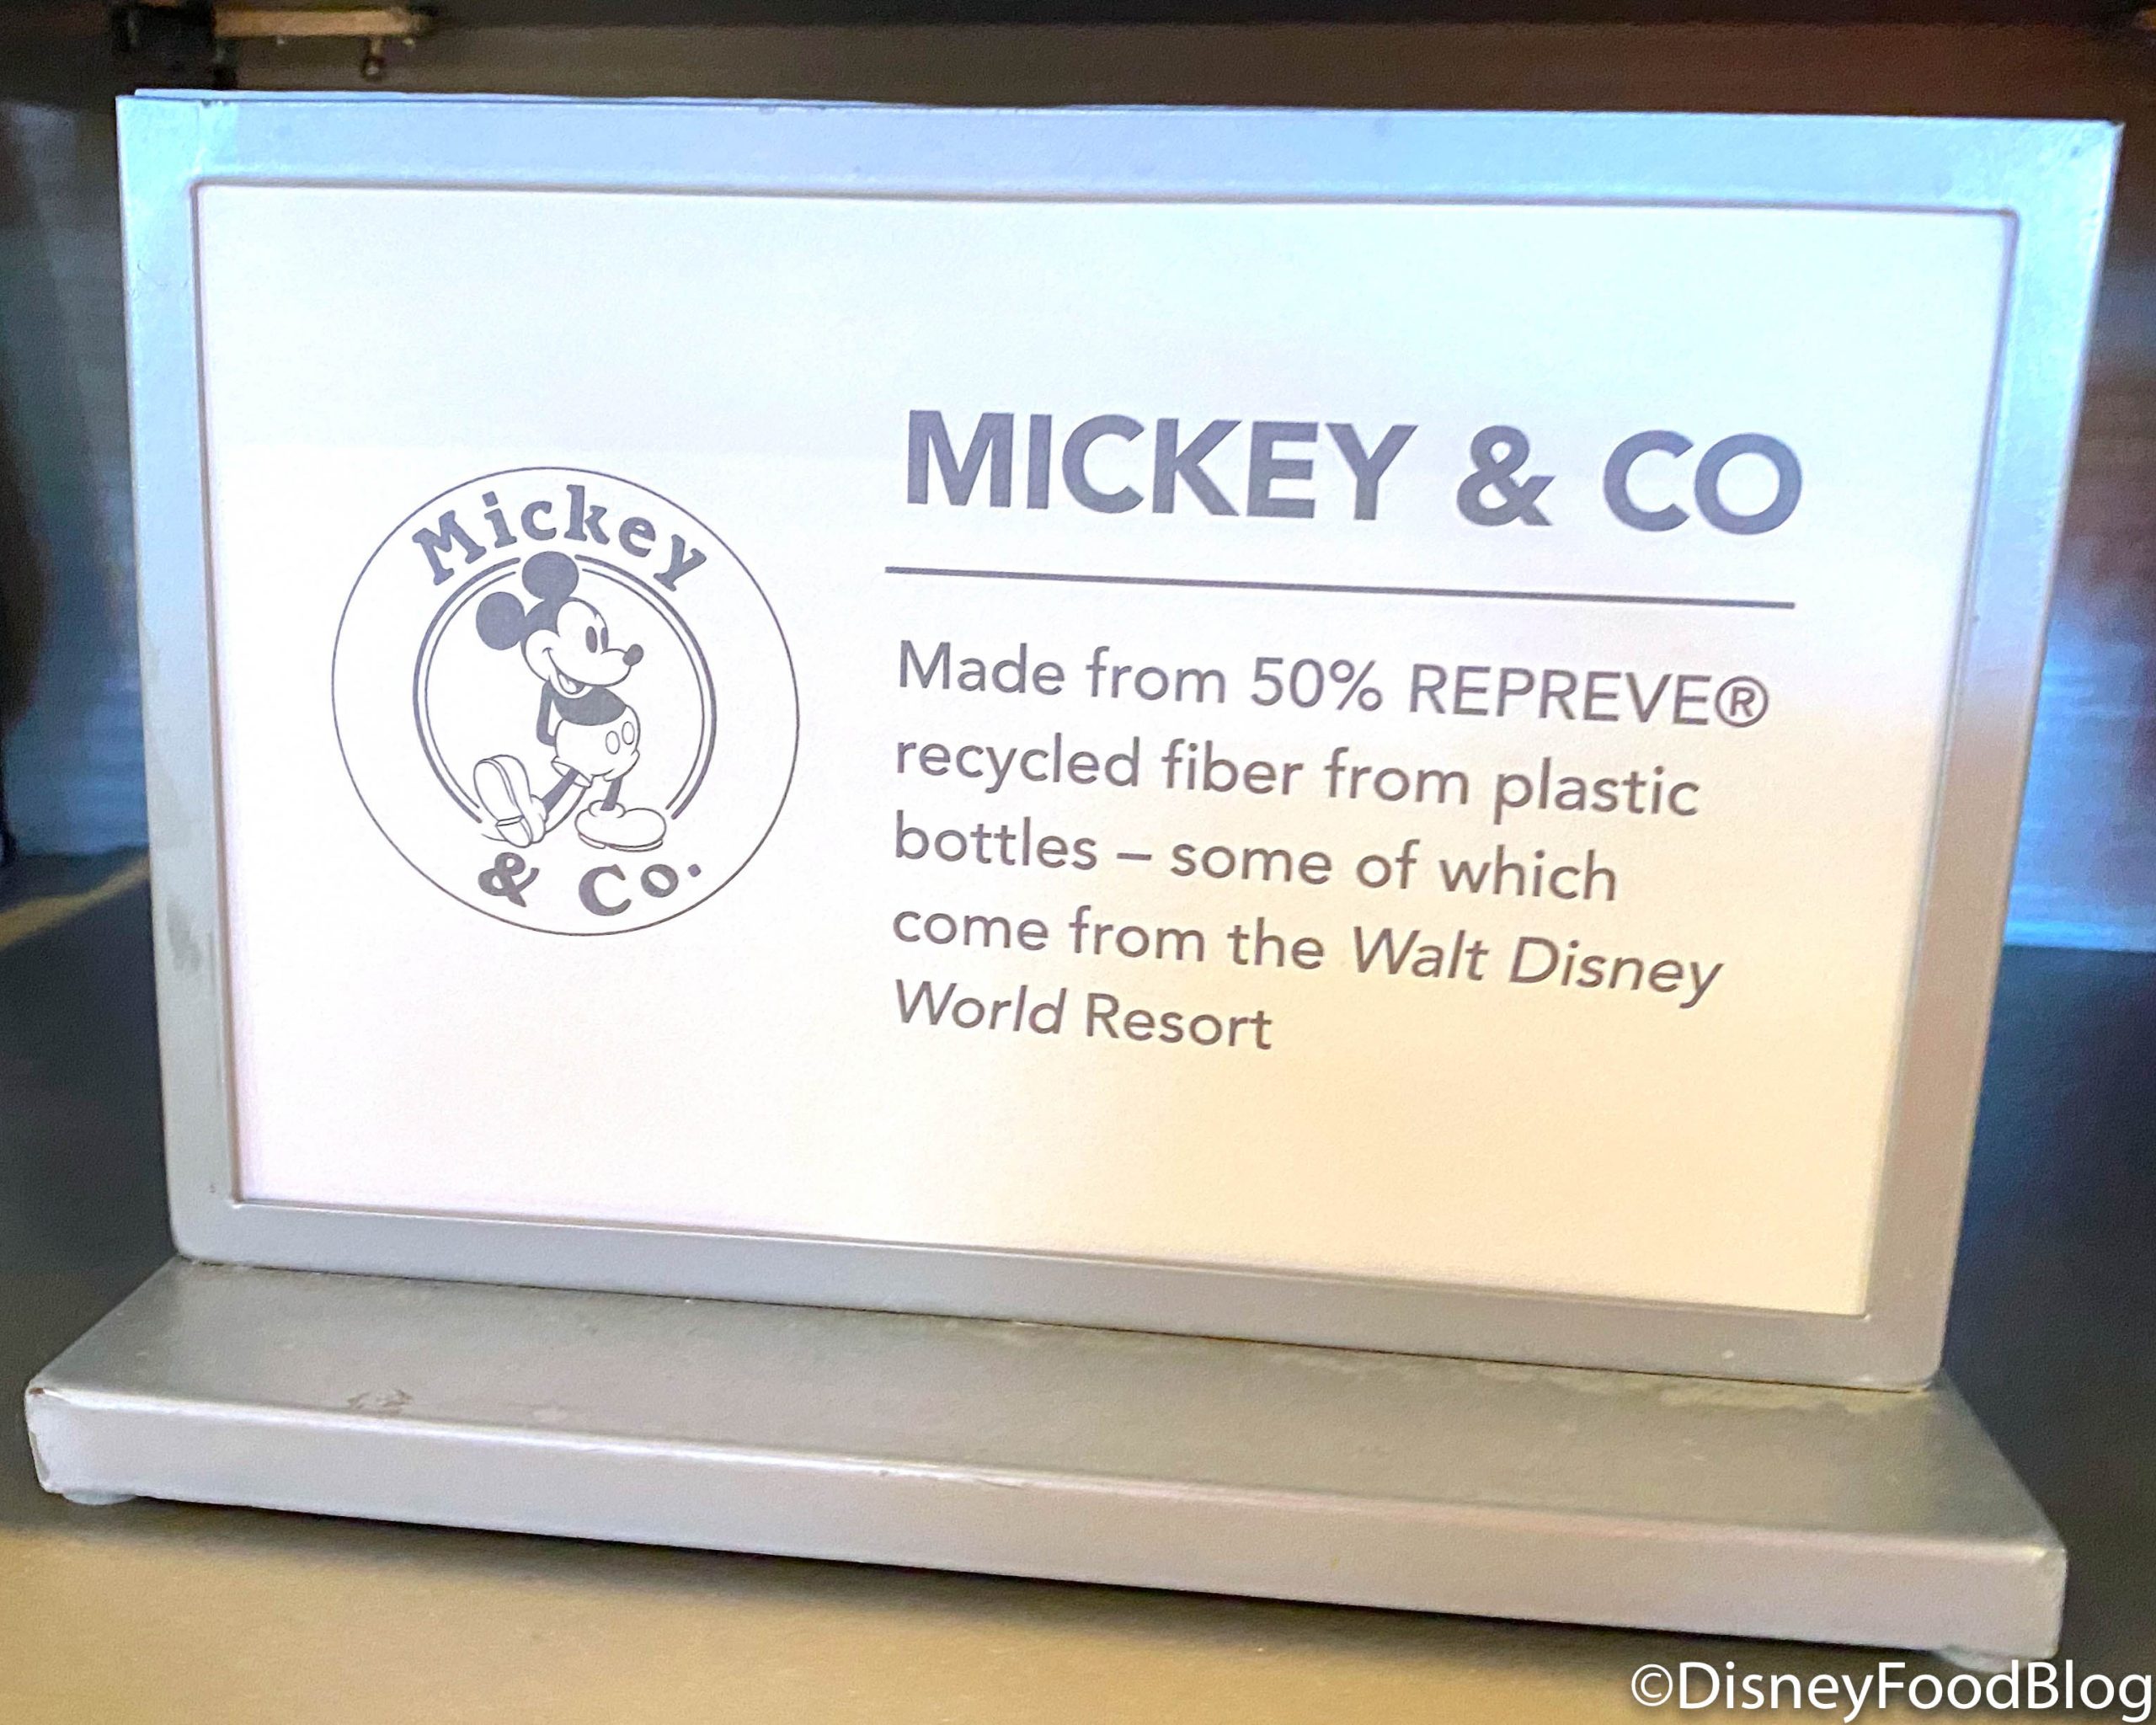 Mickey
& Co.
MICKEY & CO
Made from 50% REPREVE®
recycled fiber from plastic
bottles – some of which
come from the Walt Disney
World Resort
©DisneyFoodBlog